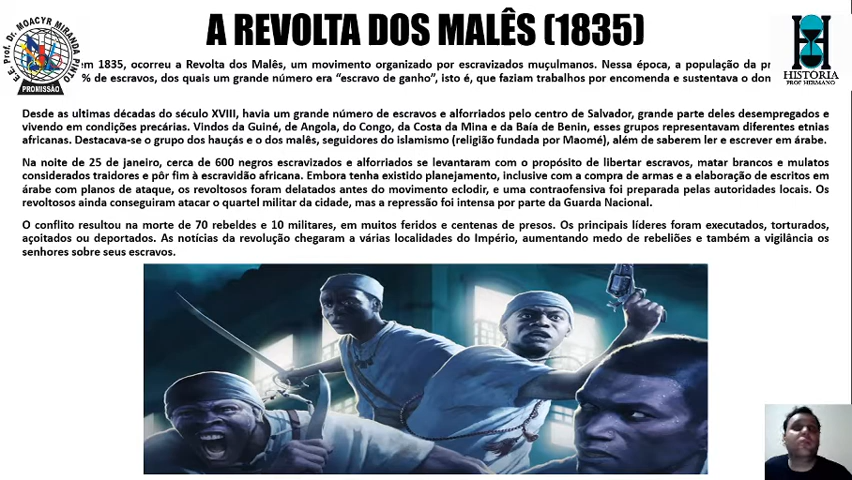 A REVOLTA DOS MALÊS (1835)
E.E. Prof. Dr. MOACYR MIRANDA PINTO
PROMISSÃO
HISTORIA
PROF HERMANO
em 1835, ocorreu a Revolta dos Malês, um movimento organizado por escravizados muçulmanos. Nessa época, a população da pr
% de escravos, dos quais um grande número era “escravo de ganho”, isto é, que faziam trabalhos por encomenda e sustentava o don
Desde as ultimas décadas do século XVIII, havia um grande número de escravos e alforriados pelo centro de Salvador, grande parte deles desempregados e
vivendo em condições precárias. Vindos da Guiné, de Angola, do Congo, da Costa da Mina e da Baía de Benin, esses grupos representavam diferentes etnias
africanas. Destacava-se o grupo dos hauçás e o dos malês, seguidores do islamismo (religião fundada por Maomé), além de saberem ler e escrever em árabe.
Na noite de 25 de janeiro, cerca de 600 negros escravizados e alforriados se levantaram com o propósito de libertar escravos, matar brancos e mulatos
considerados traidores e pôr fim à escravidão africana. Embora tenha existido planejamento, inclusive com a compra de armas e a elaboração de escritos em
árabe com planos de ataque, os revoltosos foram delatados antes do movimento eclodir, e uma contraofensiva foi preparada pelas autoridades locais. Os
revoltosos ainda conseguiram atacar o quartel militar da cidade, mas a repressão foi intensa por parte da Guarda Nacional.
O conflito resultou na morte de 70 rebeldes e 10 militares, em muitos feridos e centenas de presos. Os principais líderes foram executados, torturados,
açoitados ou deportados. As notícias da revolução chegaram a várias localidades do Império, aumentando medo de rebeliões e também a vigilância os
senhores sobre seus escravos.